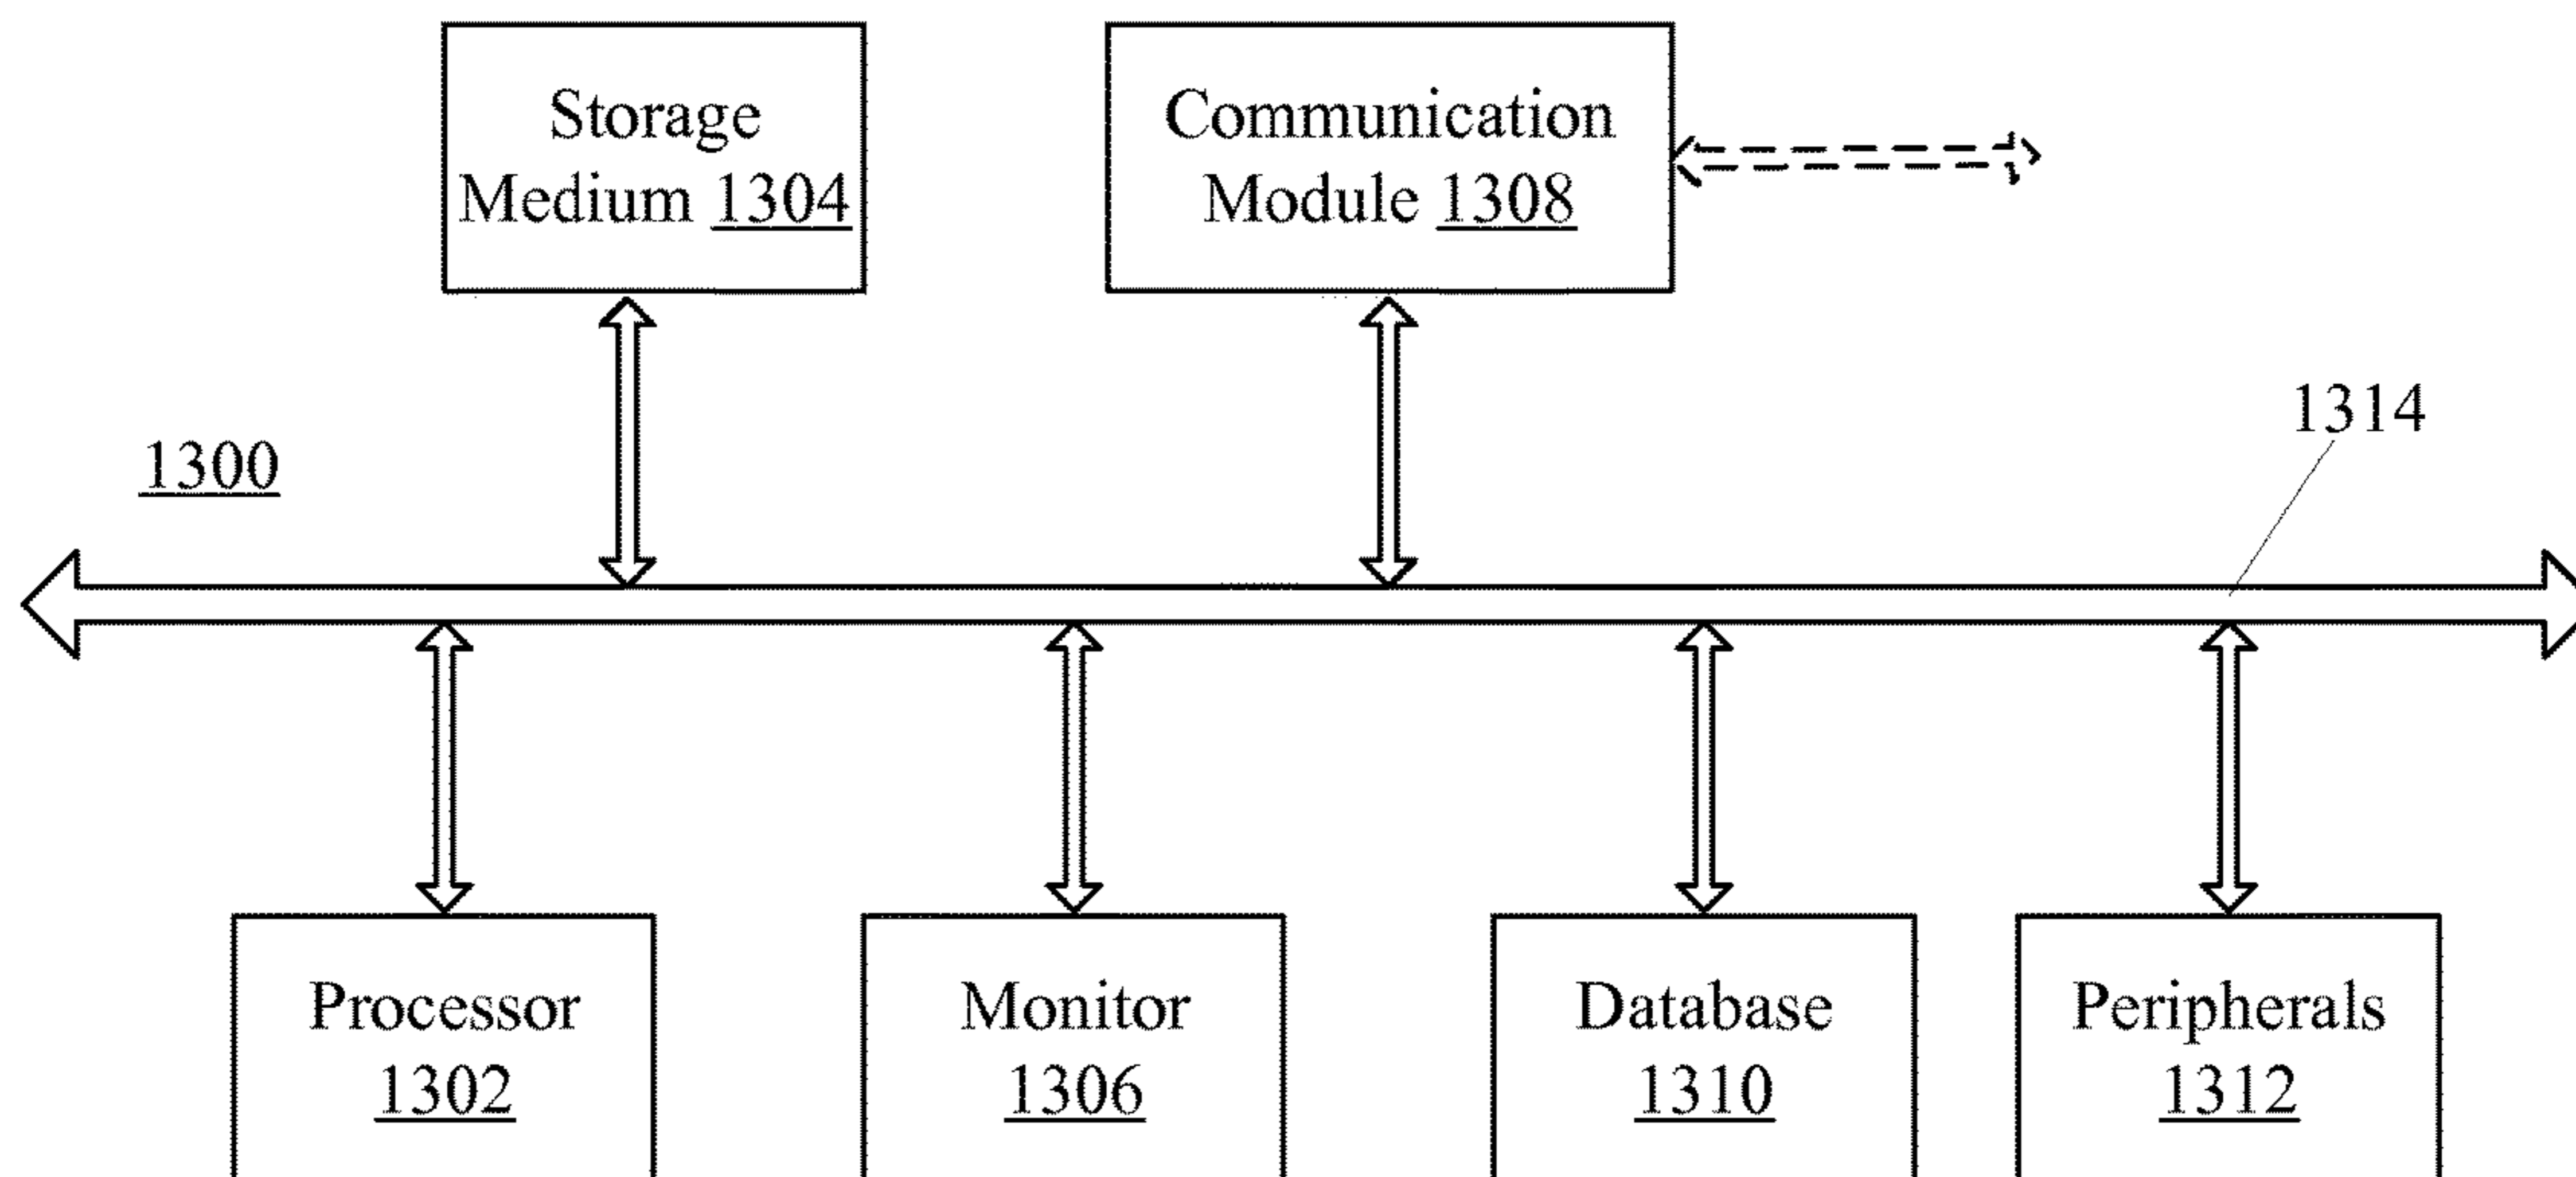 Storage
Medium 1304
Communication
Module 1308
1314
1300
Processor
1302
Monitor
1306
Database
1310
Peripherals
1312